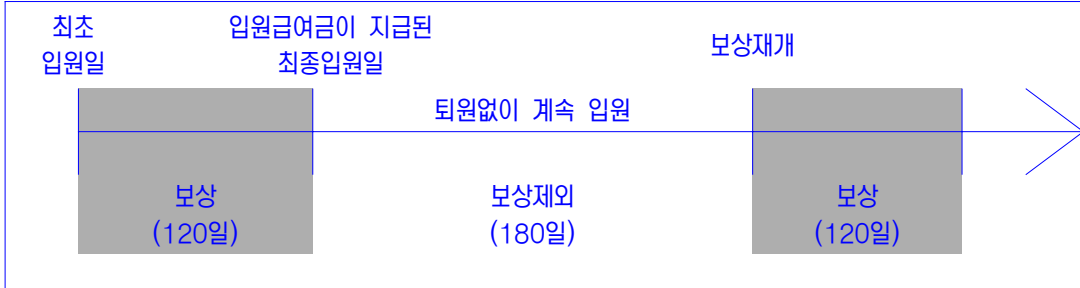 최초
입원일
입원급여금이 지급된
최종입원일
보상재개
퇴원없이 계속 입원
보상
(120일)
보상제외
(180일)
보상
(120일)